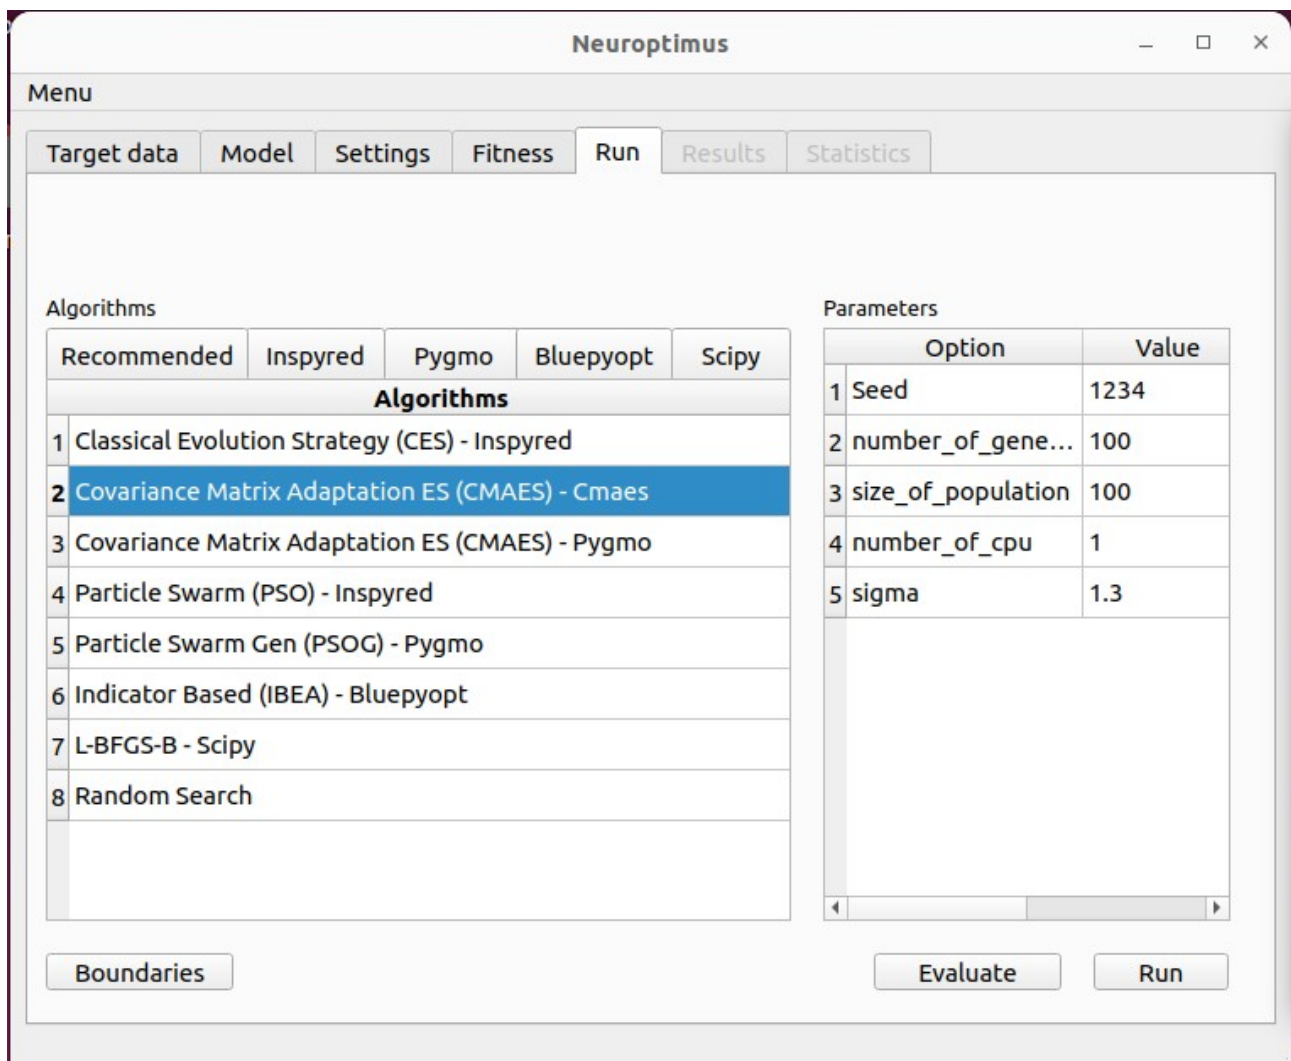 Neuroptimus
Menu
Target data Model Settings Fitness Run Results Statistics
Algorithms
Recommended Inspyred Pygmo Bluepyopt Scipy
Algorithms
1 Classical Evolution Strategy (CES) - Inspyred
2 Covariance Matrix Adaptation ES (CMAES) - Cmaes
3 Covariance Matrix Adaptation ES (CMAES) - Pygmo
4 Particle Swarm (PSO) - Inspyred
5 Particle Swarm Gen (PSOG) - Pygmo
6 Indicator Based (IBEA) - Bluepyopt
7 L-BFGS-B - Scipy
8 Random Search
Parameters
Option Value
1 Seed 1234
2 number_of_gene... 100
3 size_of_population 100
4 number_of_cpu 1
5 sigma 1.3
Boundaries Evaluate Run